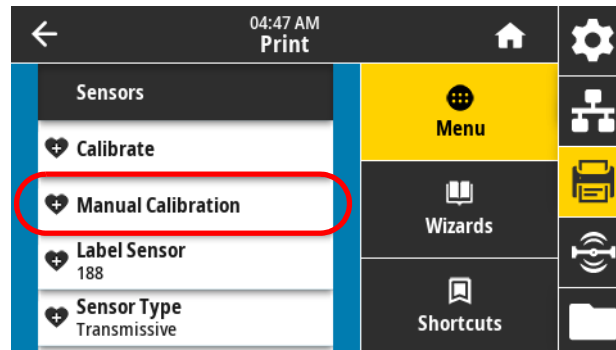 04:47 AM
Print
Sensors
Calibrate
Manual Calibration
Label Sensor
188
Sensor Type
Transmissive
Menu
Wizards
Shortcuts